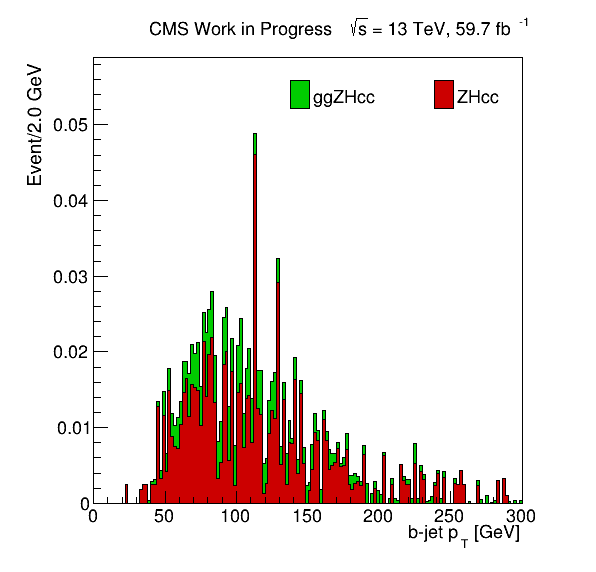 CMS Work in Progress √s = 13 TeV, 59.7 fb -1
Event/2.0 GeV
ggZHcc ZHcc
0.05
0.04
0.03
0.02
0.01
0
0 50 100 150 200 250 300
b-jet p T [GeV]